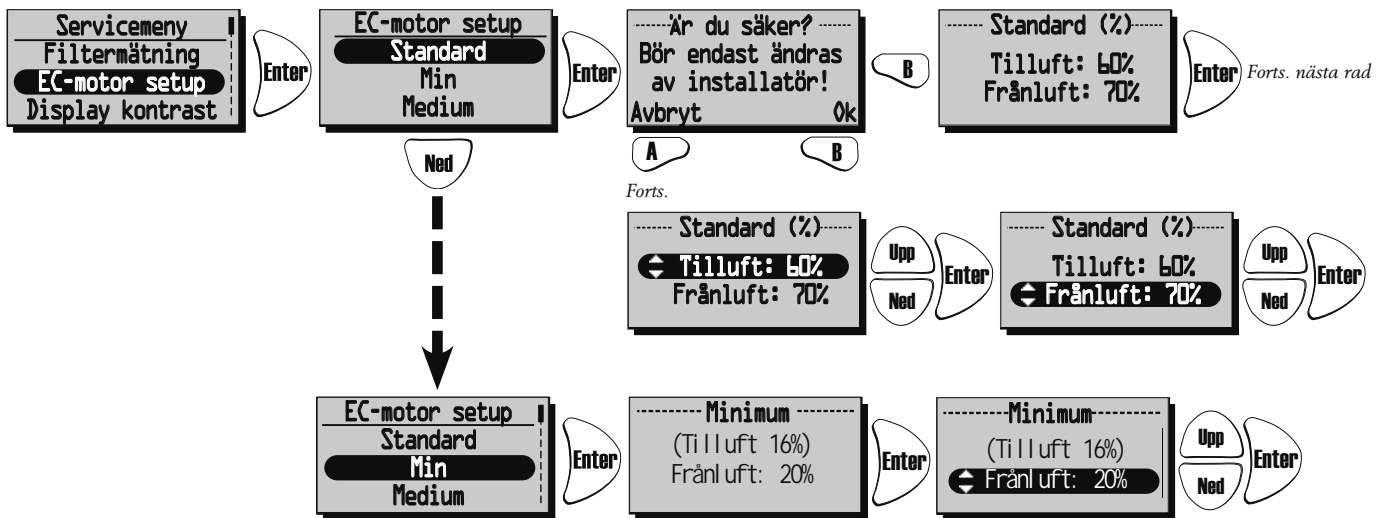 Servicemeny
Filtermätning
EC-motor setup
Display kontrast
Enter
EC-motor setup
Standard
Min
Medium
Enter
Är du säker?
Bör endast ändras
av installatör!
Avbryt Ok
B
Standard (%)
Tilluft: 60%
Frånluft: 70%
Enter
Forts. nästa rad
Ned
A
B
Forts.
Standard (%)
Tilluft: 60%
Frånluft: 70%
Upp
Ned
Enter
Standard (%)
Tilluft: 60%
Frånluft: 70%
Upp
Ned
Enter
EC-motor setup
Standard
Min
Medium
Enter
Minimum
(Tilluft 16%)
Frånluft: 20%
Enter
Minimum
(Tilluft 16%)
Frånluft: 20%
Upp
Ned
Enter